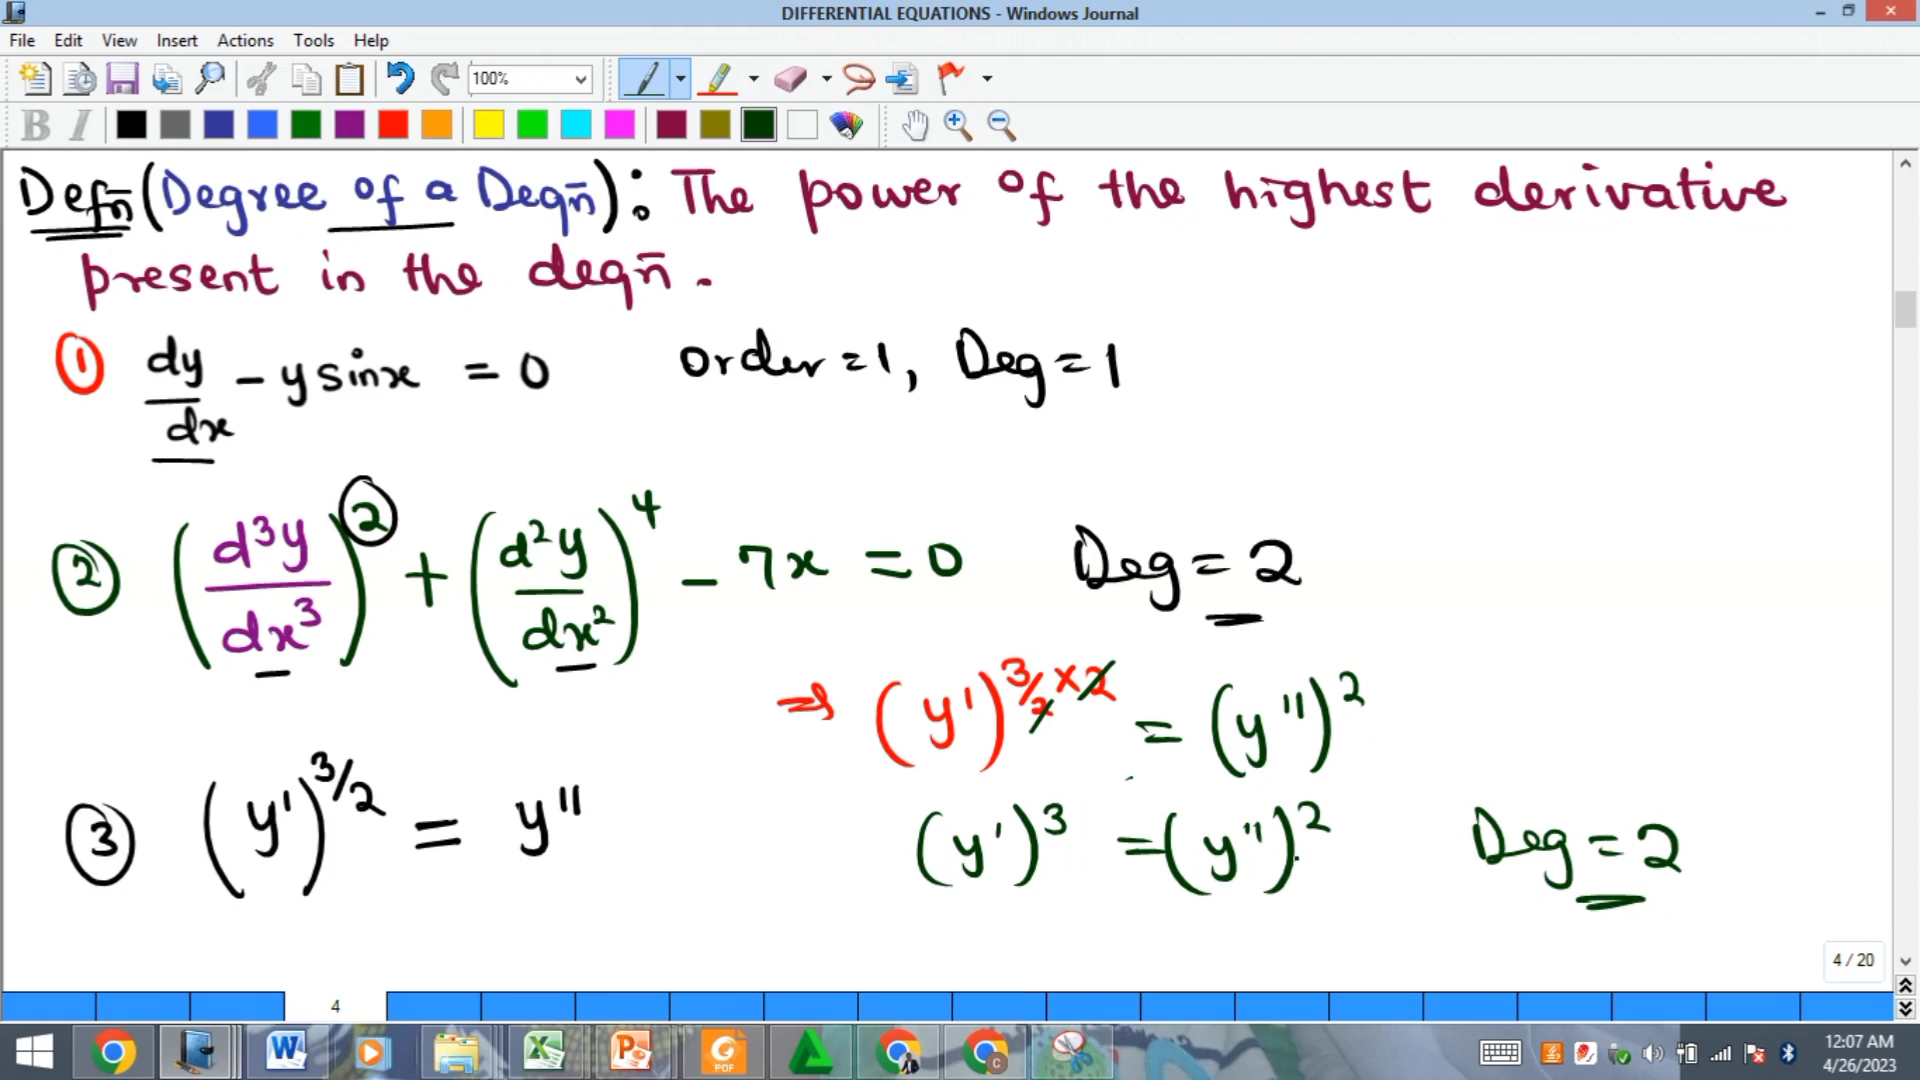 DIFFERENTIAL EQUATIONS - Windows Journal
File Edit View Insert Actions Tools Help
100%
B I
Defn̄ (Degree of a Deqn̄): The power of the highest derivative
present in the deqn̄.
① dy/dx - y sinx = 0 order = 1, Deg = 1
② (d³y/dx³)² + (d²y/dx²)⁴ - 7x = 0 Deg = 2
⇒ (y')^(3/2 × 2) = (y'')²
③ (y')^(3/2) = y''
(y')³ = (y'')² Deg = 2
4 / 20
4
12:07 AM
4/26/2023